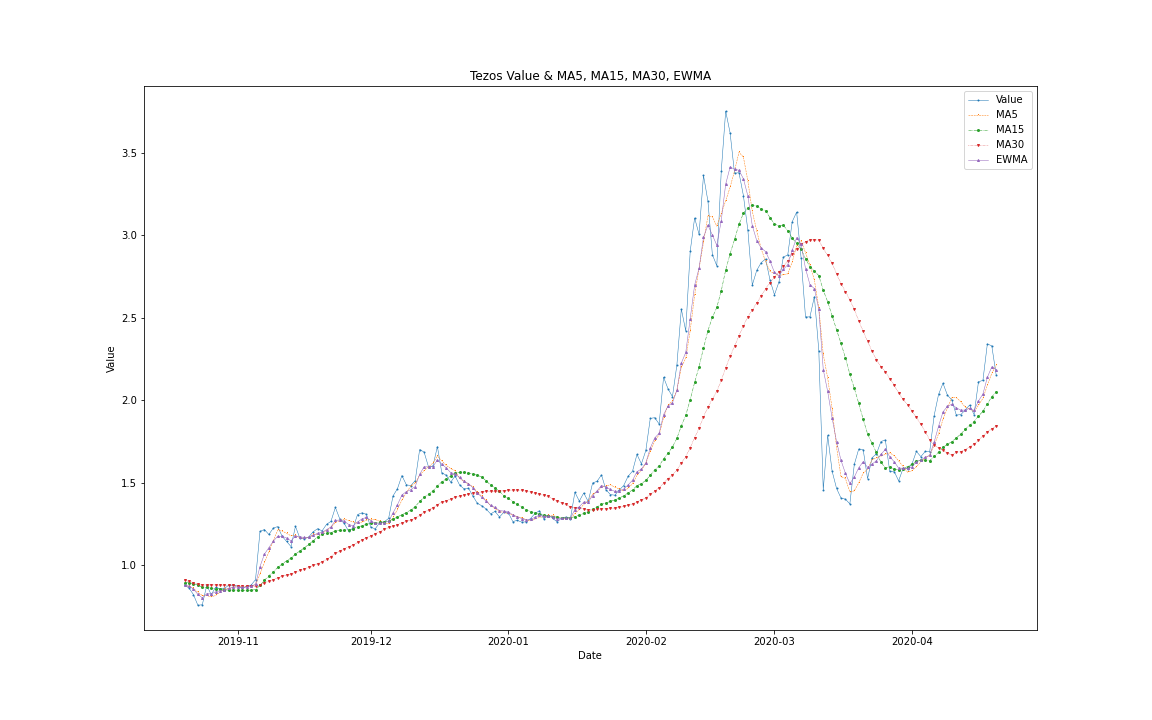 Tezos Value & MA5, MA15, MA30, EWMA
Value
MA5
MA15
MA30
EWMA
3.5
3.0
2.5
2.0
1.5
1.0
Value
2019-11
2019-12
2020-01
2020-02
2020-03
2020-04
Date